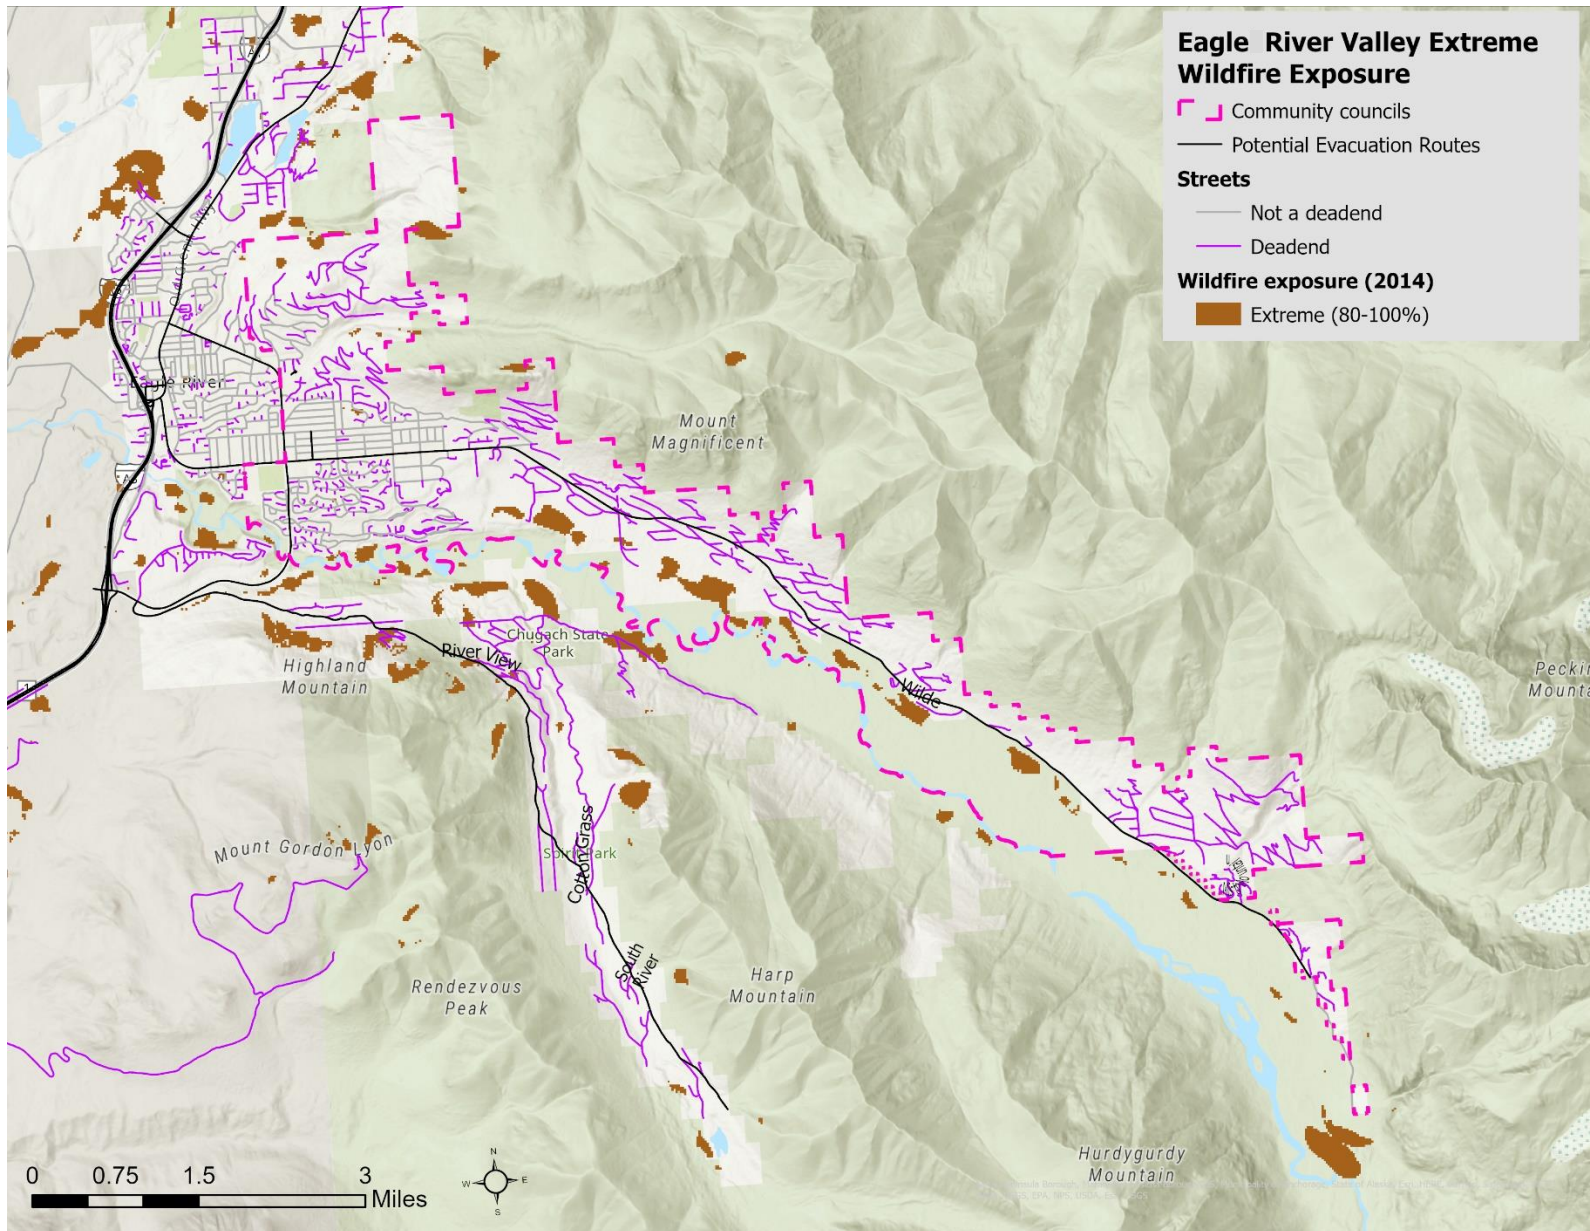 Eagle River Valley Extreme
Wildfire Exposure
Community councils
Potential Evacuation Routes
Streets
Not a deadend
Deadend
Wildfire exposure (2014)
Extreme (80-100%)
Eagle River
Mount
Magnificent
Chugach State
Park
River View
Highland
Mountain
Wilde
1
Mount Gordon Lyon
Cotton Grass
South
River
Rendezvous
Peak
Harp
Mountain
Hurdygurdy
Mountain
0 0.75 1.5 3
Miles
N
W E
S